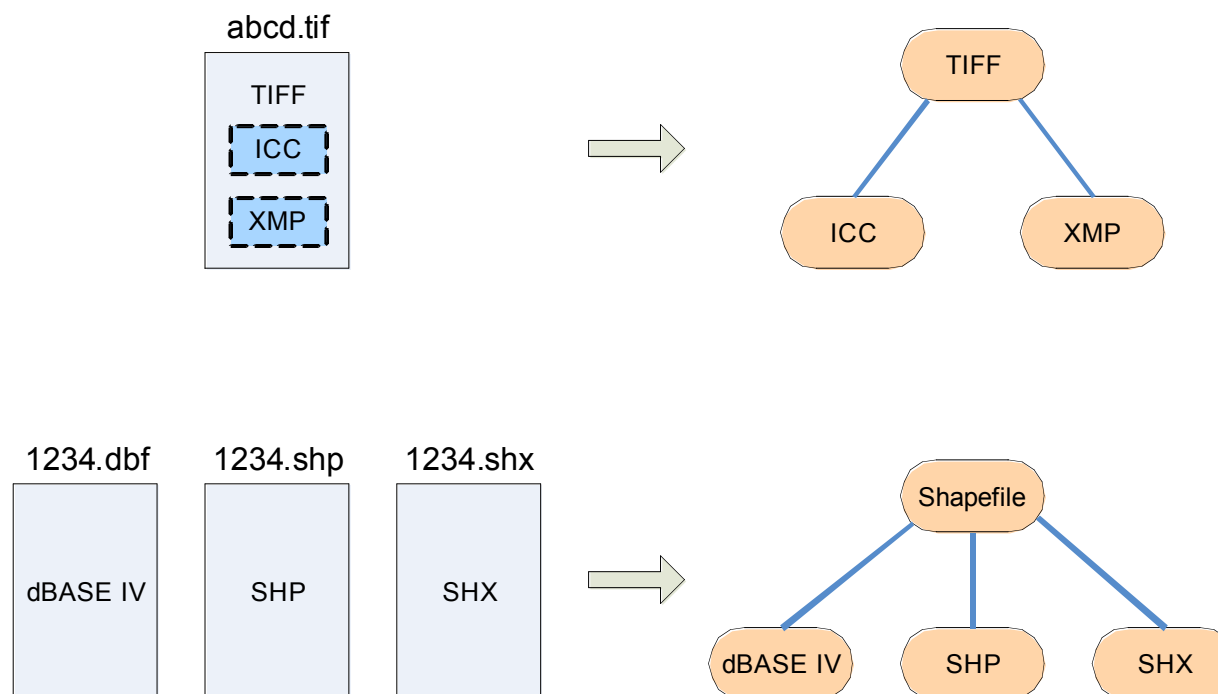 abcd.tif
TIFF
ICC
XMP
TIFF
ICC
XMP
1234.dbf
1234.shp
1234.shx
dBASE IV
SHP
SHX
Shapefile
dBASE IV
SHP
SHX